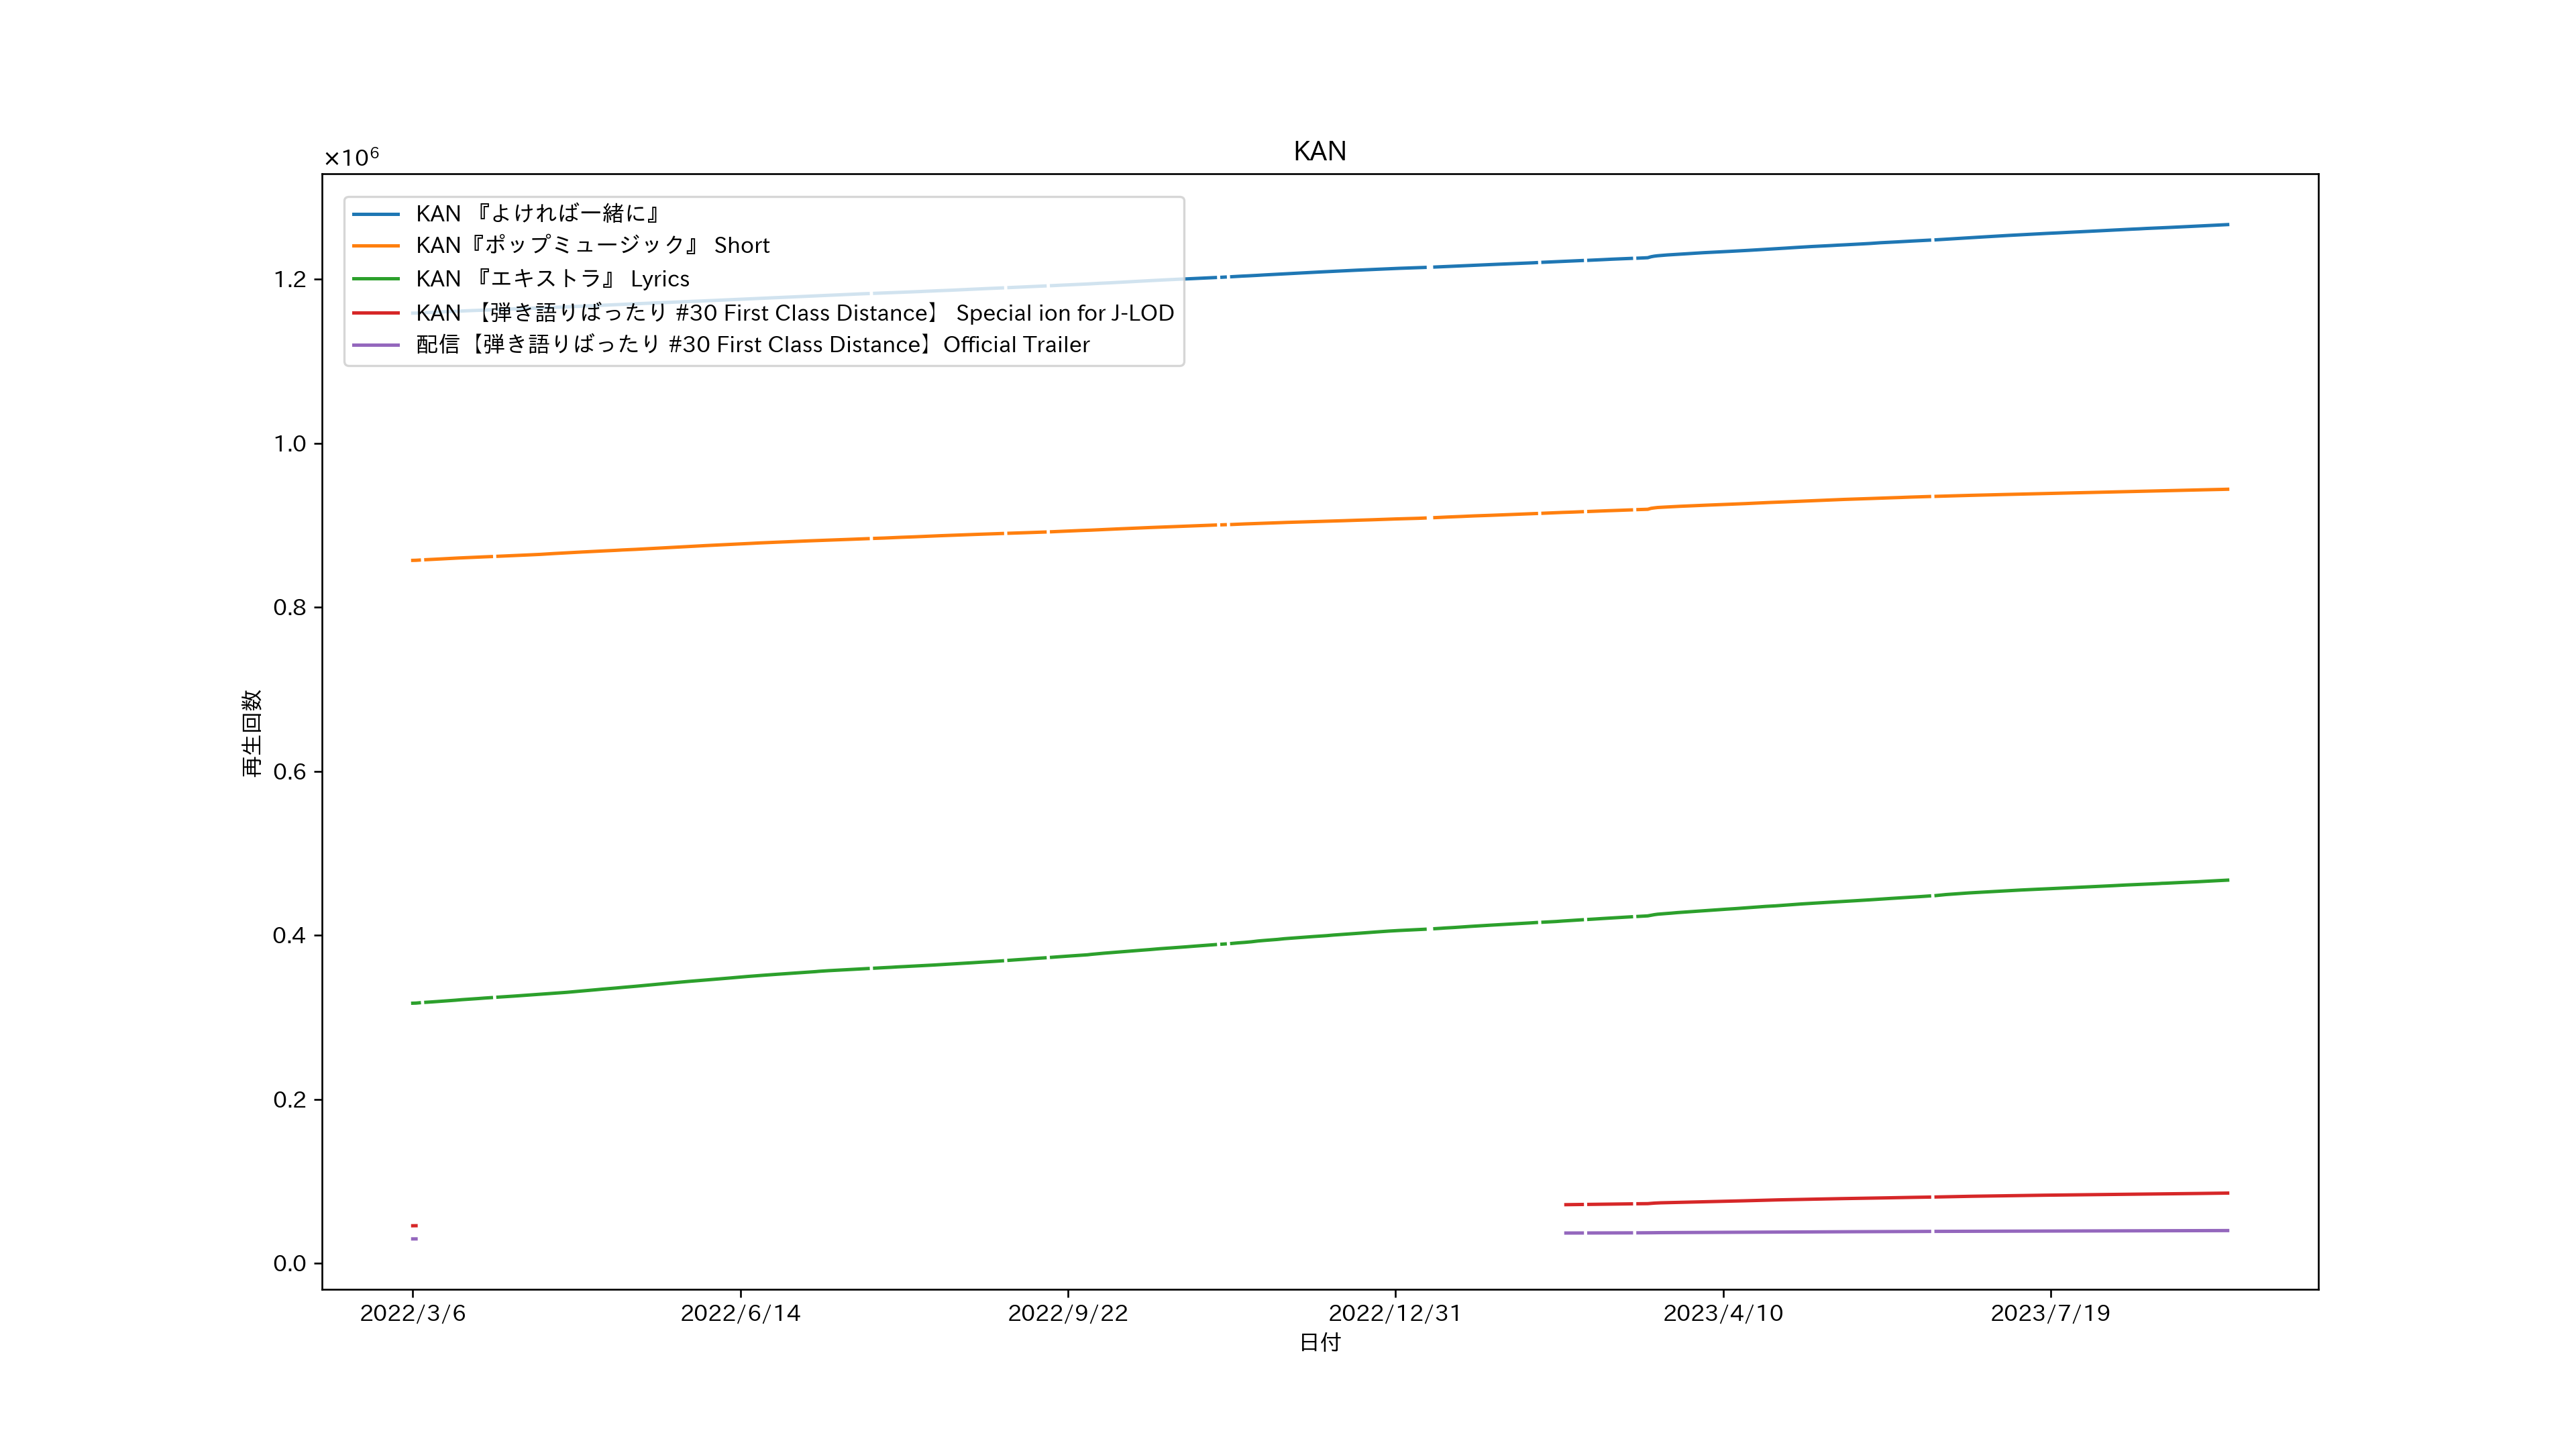 KAN
×10⁶
KAN 『よければ一緒に』
KAN『ポップミュージック』 Short
KAN 『エキストラ』 Lyrics
KAN 【弾き語りばったり #30 First Class Distance】 Special ion for J-LOD
配信【弾き語りばったり #30 First Class Distance】Official Trailer
1.2
1.0
0.8
0.6
0.4
0.2
0.0
再生回数
2022/3/6 2022/6/14 2022/9/22 2022/12/31 2023/4/10 2023/7/19
日付